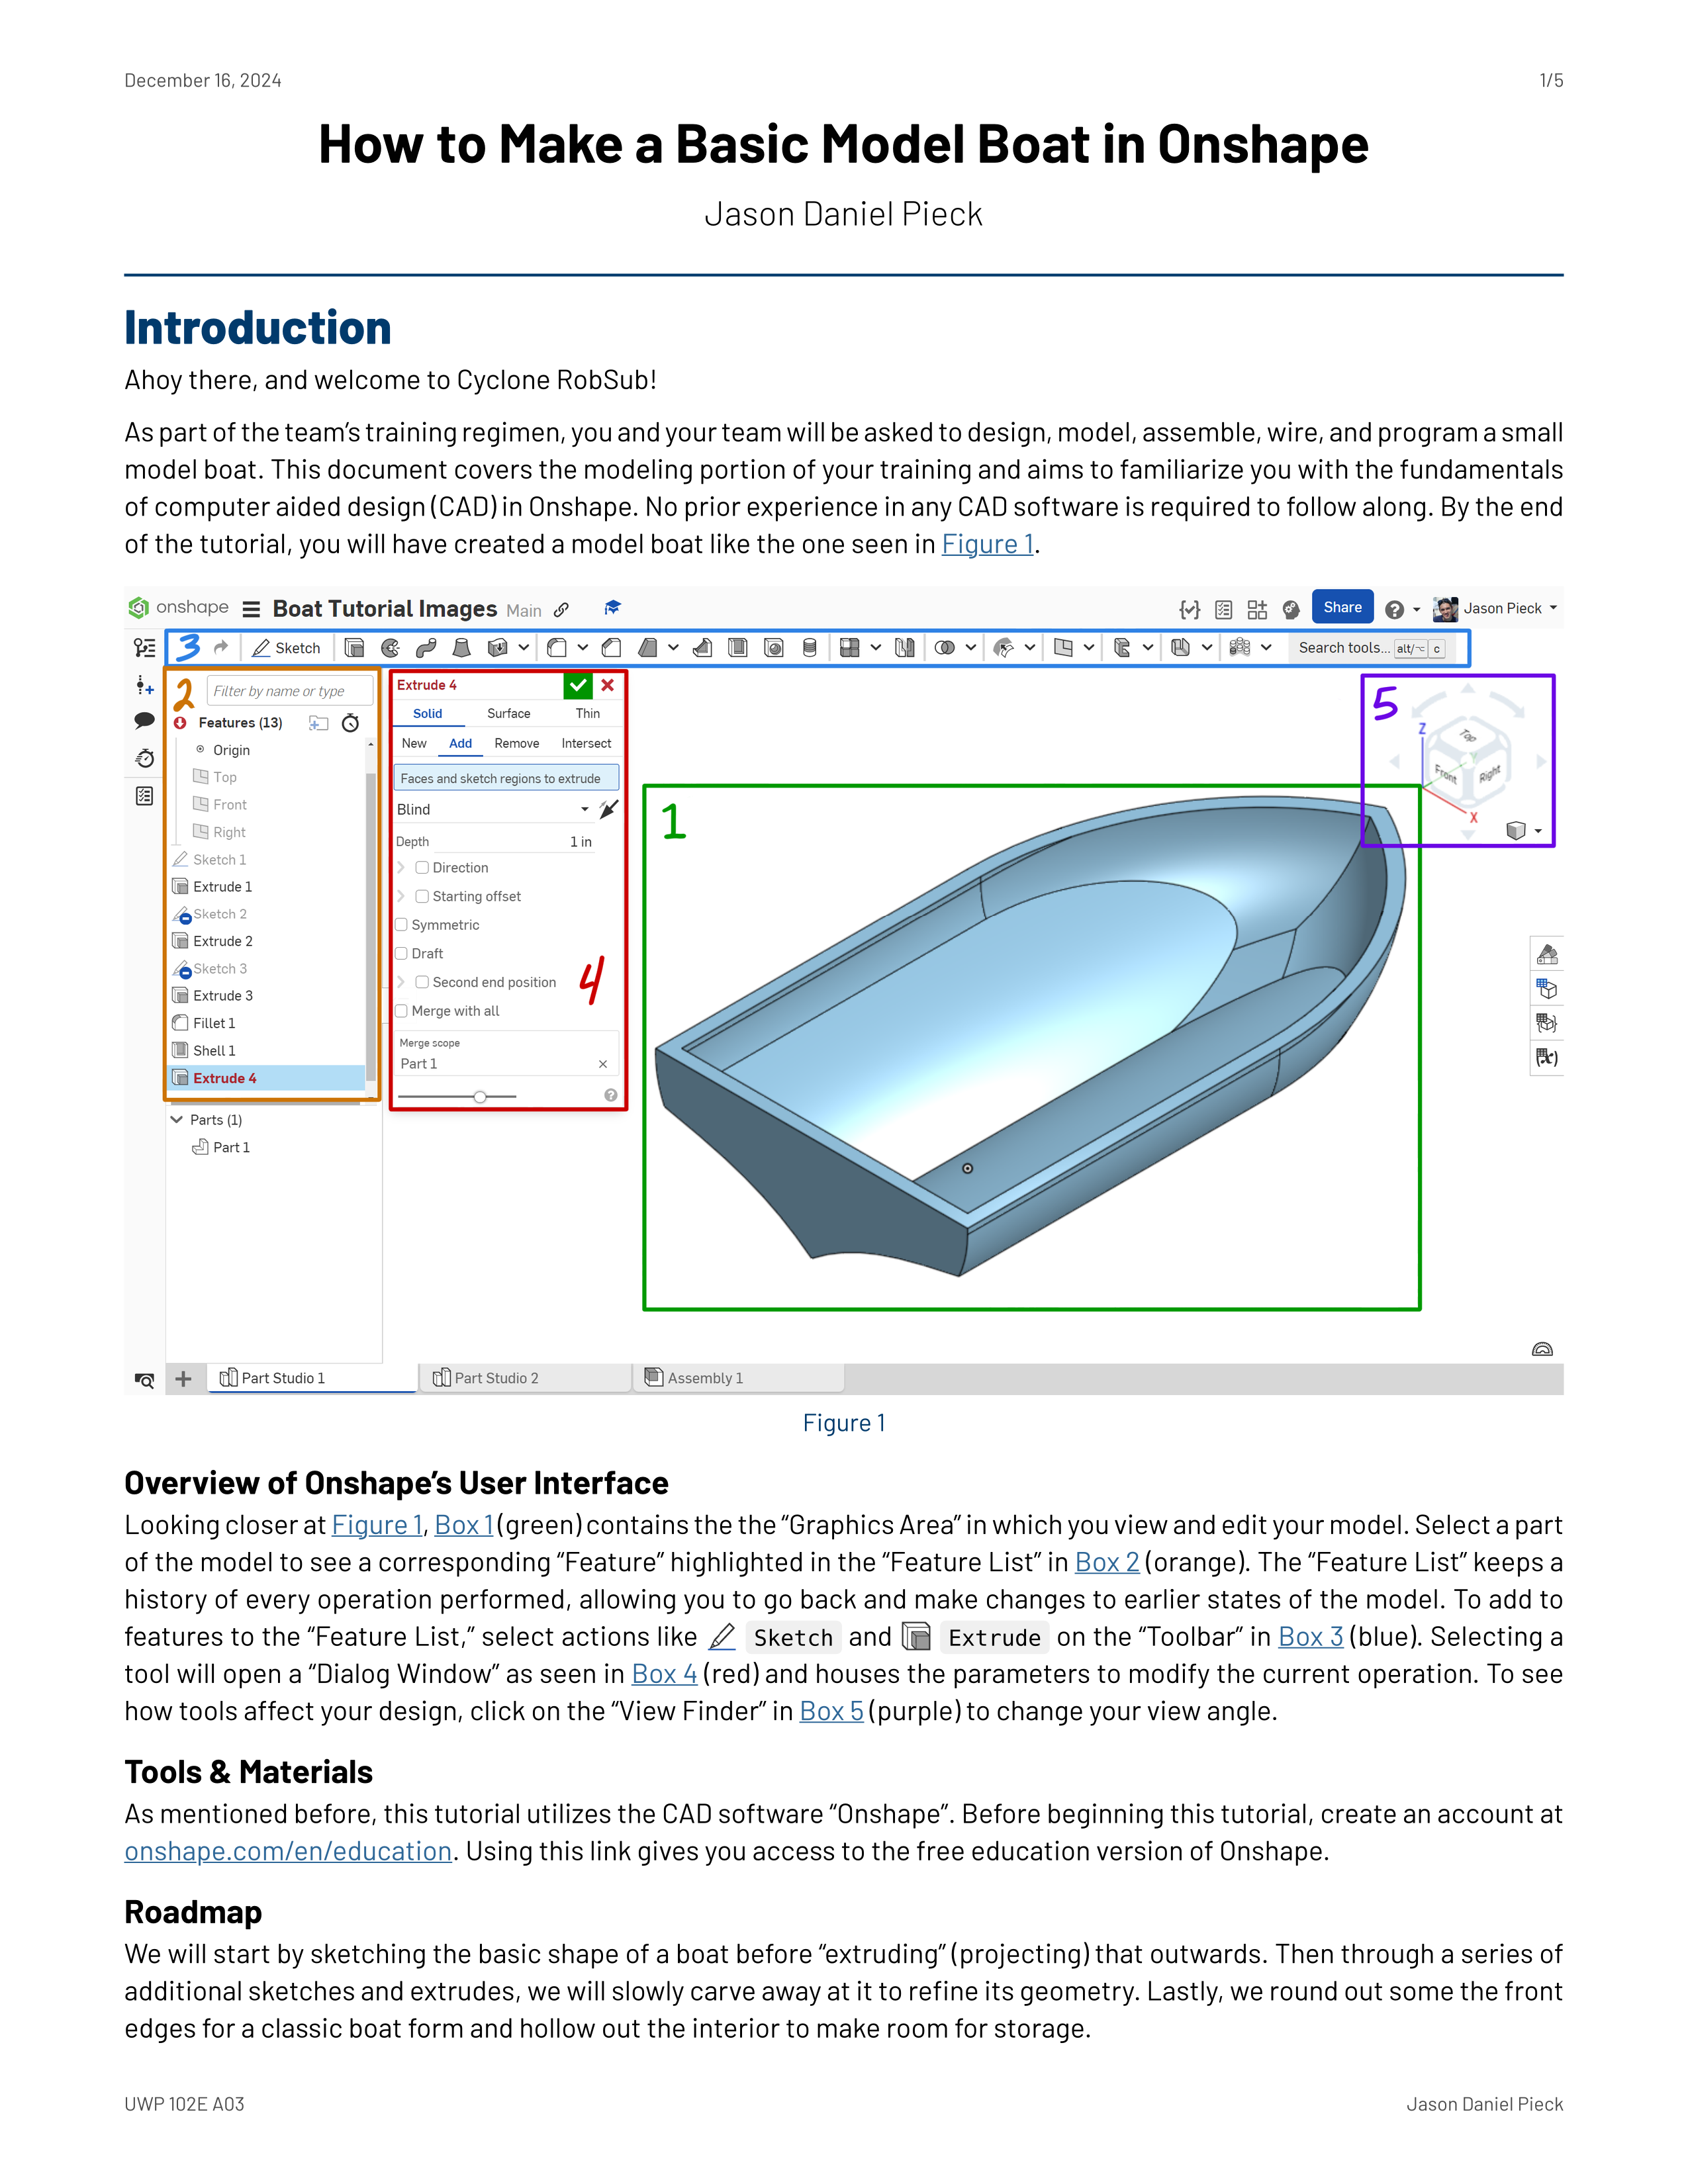 December 16, 2024
1/5
How to Make a Basic Model Boat in Onshape
Jason Daniel Pieck
Introduction
Ahoy there, and welcome to Cyclone RobSub!
As part of the team's training regimen, you and your team will be asked to design, model, assemble, wire, and program a small
model boat. This document covers the modeling portion of your training and aims to familiarize you with the fundamentals
of computer aided design (CAD) in Onshape. No prior experience in any CAD software is required to follow along. By the end
of the tutorial, you will have created a model boat like the one seen in Figure 1.
onshape Boat Tutorial Images Main Share Jason Pieck
3 Sketch Search tools... alt/⌥ c
2 Filter by name or type
Features (13)
Origin
Top
Front
Right
Sketch 1
Extrude 1
Sketch 2
Extrude 2
Sketch 3
Extrude 3
Fillet 1
Shell 1
Extrude 4
Parts (1)
Part 1
Extrude 4
Solid Surface Thin
New Add Remove Intersect
Faces and sketch regions to extrude
Blind
Depth 1 in
Direction
Starting offset
Symmetric
Draft
Second end position
4
Merge with all
Merge scope
Part 1
1
5
Z
Top
Y
Front Right
X
(x)
Part Studio 1 Part Studio 2 Assembly 1
Figure 1
Overview of Onshape's User Interface
Looking closer at Figure 1, Box 1 (green) contains the the “Graphics Area” in which you view and edit your model. Select a part
of the model to see a corresponding “Feature” highlighted in the “Feature List” in Box 2 (orange). The “Feature List” keeps a
history of every operation performed, allowing you to go back and make changes to earlier states of the model. To add to
features to the “Feature List,” select actions like Sketch and Extrude on the “Toolbar” in Box 3 (blue). Selecting a
tool will open a “Dialog Window” as seen in Box 4 (red) and houses the parameters to modify the current operation. To see
how tools affect your design, click on the “View Finder” in Box 5 (purple) to change your view angle.
Tools & Materials
As mentioned before, this tutorial utilizes the CAD software “Onshape”. Before beginning this tutorial, create an account at
onshape.com/en/education. Using this link gives you access to the free education version of Onshape.
Roadmap
We will start by sketching the basic shape of a boat before “extruding” (projecting) that outwards. Then through a series of
additional sketches and extrudes, we will slowly carve away at it to refine its geometry. Lastly, we round out some the front
edges for a classic boat form and hollow out the interior to make room for storage.
UWP 102E A03
Jason Daniel Pieck